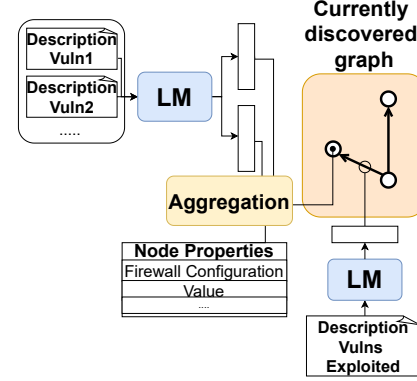 Currently
discovered
graph
Description
Vuln1
Description
Vuln2
.....
LM
Aggregation
Node Properties
Firewall Configuration
Value
....
LM
Description
Vulns
Exploited